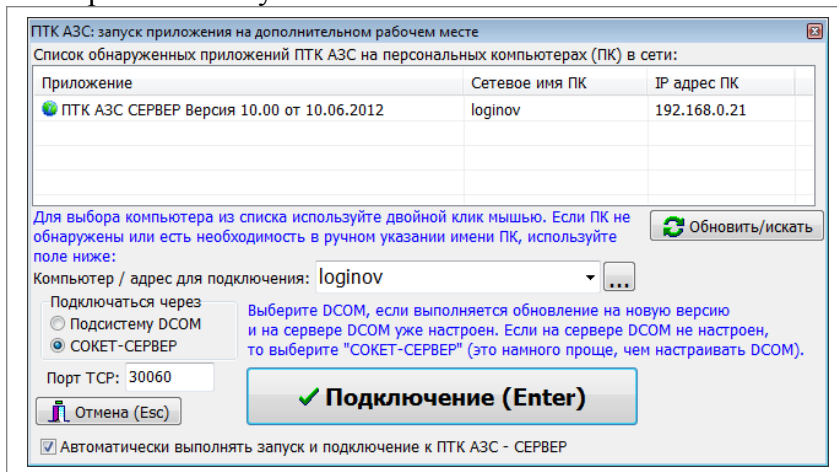 ПТК АЗС: запуск приложения на дополнительном рабочем месте
Список обнаруженных приложений ПТК АЗС на персональных компьютерах (ПК) в сети:
Приложение Сетевое имя ПК IP адрес ПК
ПТК АЗС СЕРВЕР Версия 10.00 от 10.06.2012 loginov 192.168.0.21
Для выбора компьютера из списка используйте двойной клик мышью. Если ПК не
обнаружены или есть необходимость в ручном указании имени ПК, используйте
поле ниже:
Обновить/искать
Компьютер / адрес для подключения: loginov ...
Подключаться через
Подсистему DCOM
СОКЕТ-СЕРВЕР
Выберите DCOM, если выполняется обновление на новую версию
и на сервере DCOM уже настроен. Если на сервере DCOM не настроен,
то выберите "СОКЕТ-СЕРВЕР" (это намного проще, чем настраивать DCOM).
Порт TCP: 30060
Отмена (Esc)
Подключение (Enter)
Автоматически выполнять запуск и подключение к ПТК АЗС - СЕРВЕР